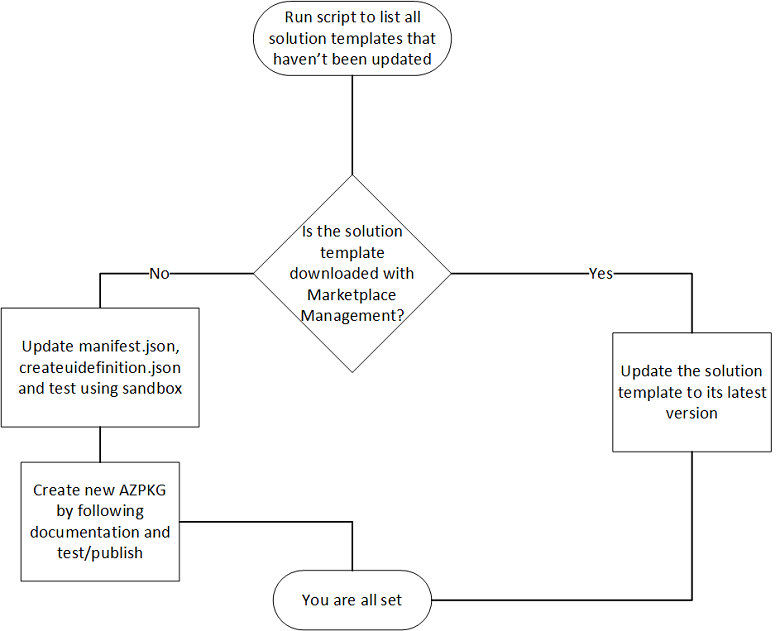 Run script to list all
solution templates that
haven't been updated
Is the solution
template
downloaded with
Marketplace
Management?
No
Yes
Update manifest.json,
createuidefinition.json
and test using sandbox
Update the solution
template to its latest
version
Create new AZPKG
by following
documentation and
test/publish
You are all set